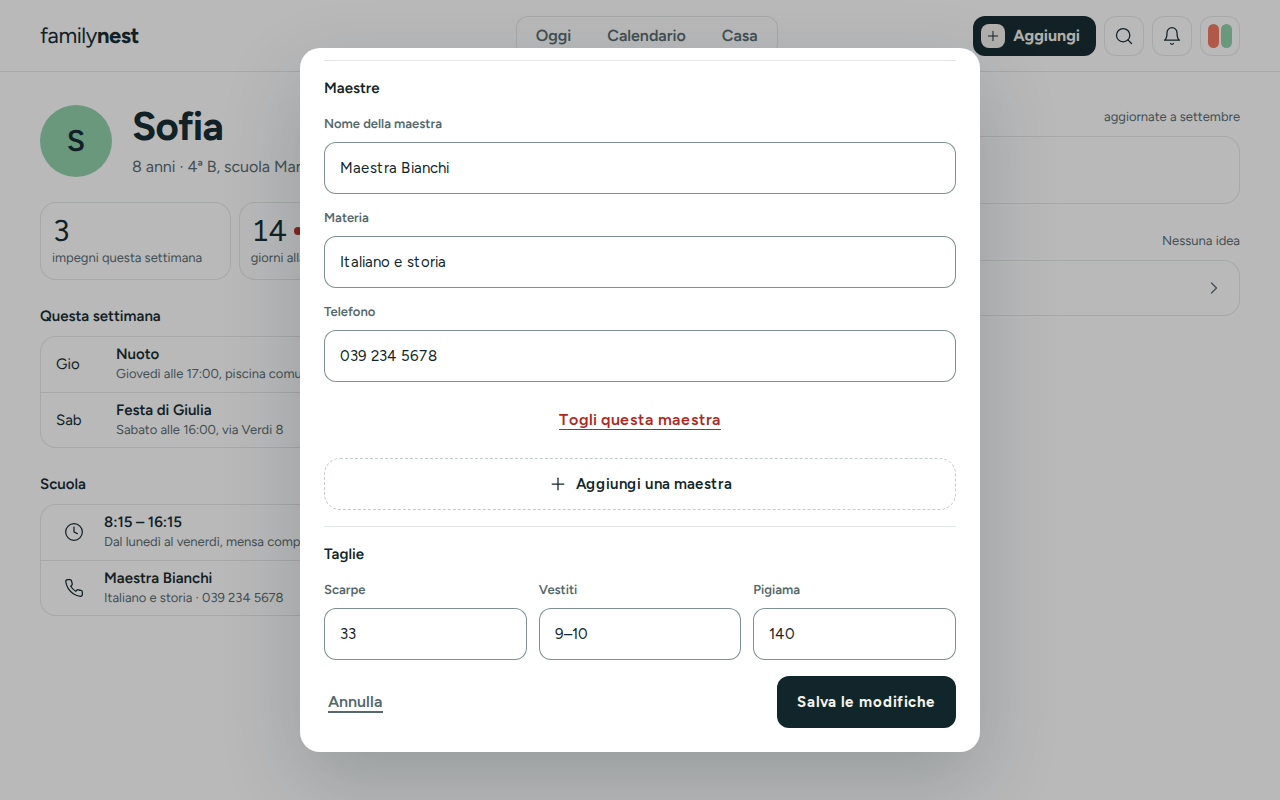 familynest
Oggi Calendario Casa
Aggiungi
S
Sofia
8 anni · 4ª B, scuola
aggiornate a settembre
3
impegni questa settimana
14
giorni
Nessuna idea
Questa settimana
Gio
Nuoto
Giovedì alle 17:00, piscina
Sab
Festa di Giulia
Sabato alle 16:00, via Verdi 8
Scuola
8:15 – 16:15
Dal lunedì al venerdì, mensa
Maestra Bianchi
Italiano e storia · 039 234 5678
Maestre
Nome della maestra
Maestra Bianchi
Materia
Italiano e storia
Telefono
039 234 5678
Togli questa maestra
Aggiungi una maestra
Taglie
Scarpe Vestiti Pigiama
33 9–10 140
Annulla Salva le modifiche